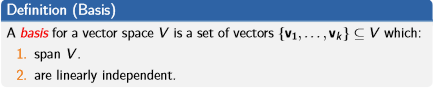 Definition (Basis)
A basis for a vector space V is a set of vectors {v₁, . . . , vₖ} ⊆ V which:
1. span V.
2. are linearly independent.